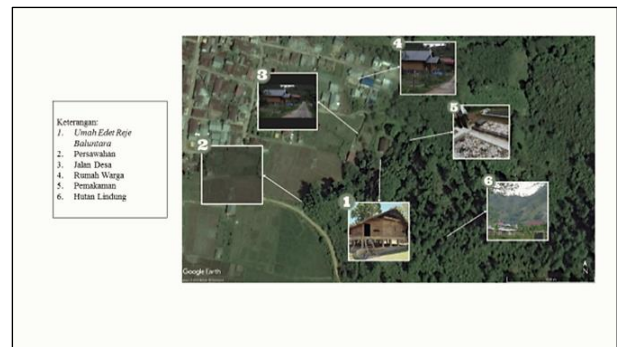 Keterangan:
1. Umah Edet Reje
Baluntara
2. Persawahan
3. Jalan Desa
4. Rumah Warga
5. Pemakaman
6. Hutan Lindung
4
3
5
2
1
6
Google Earth
N